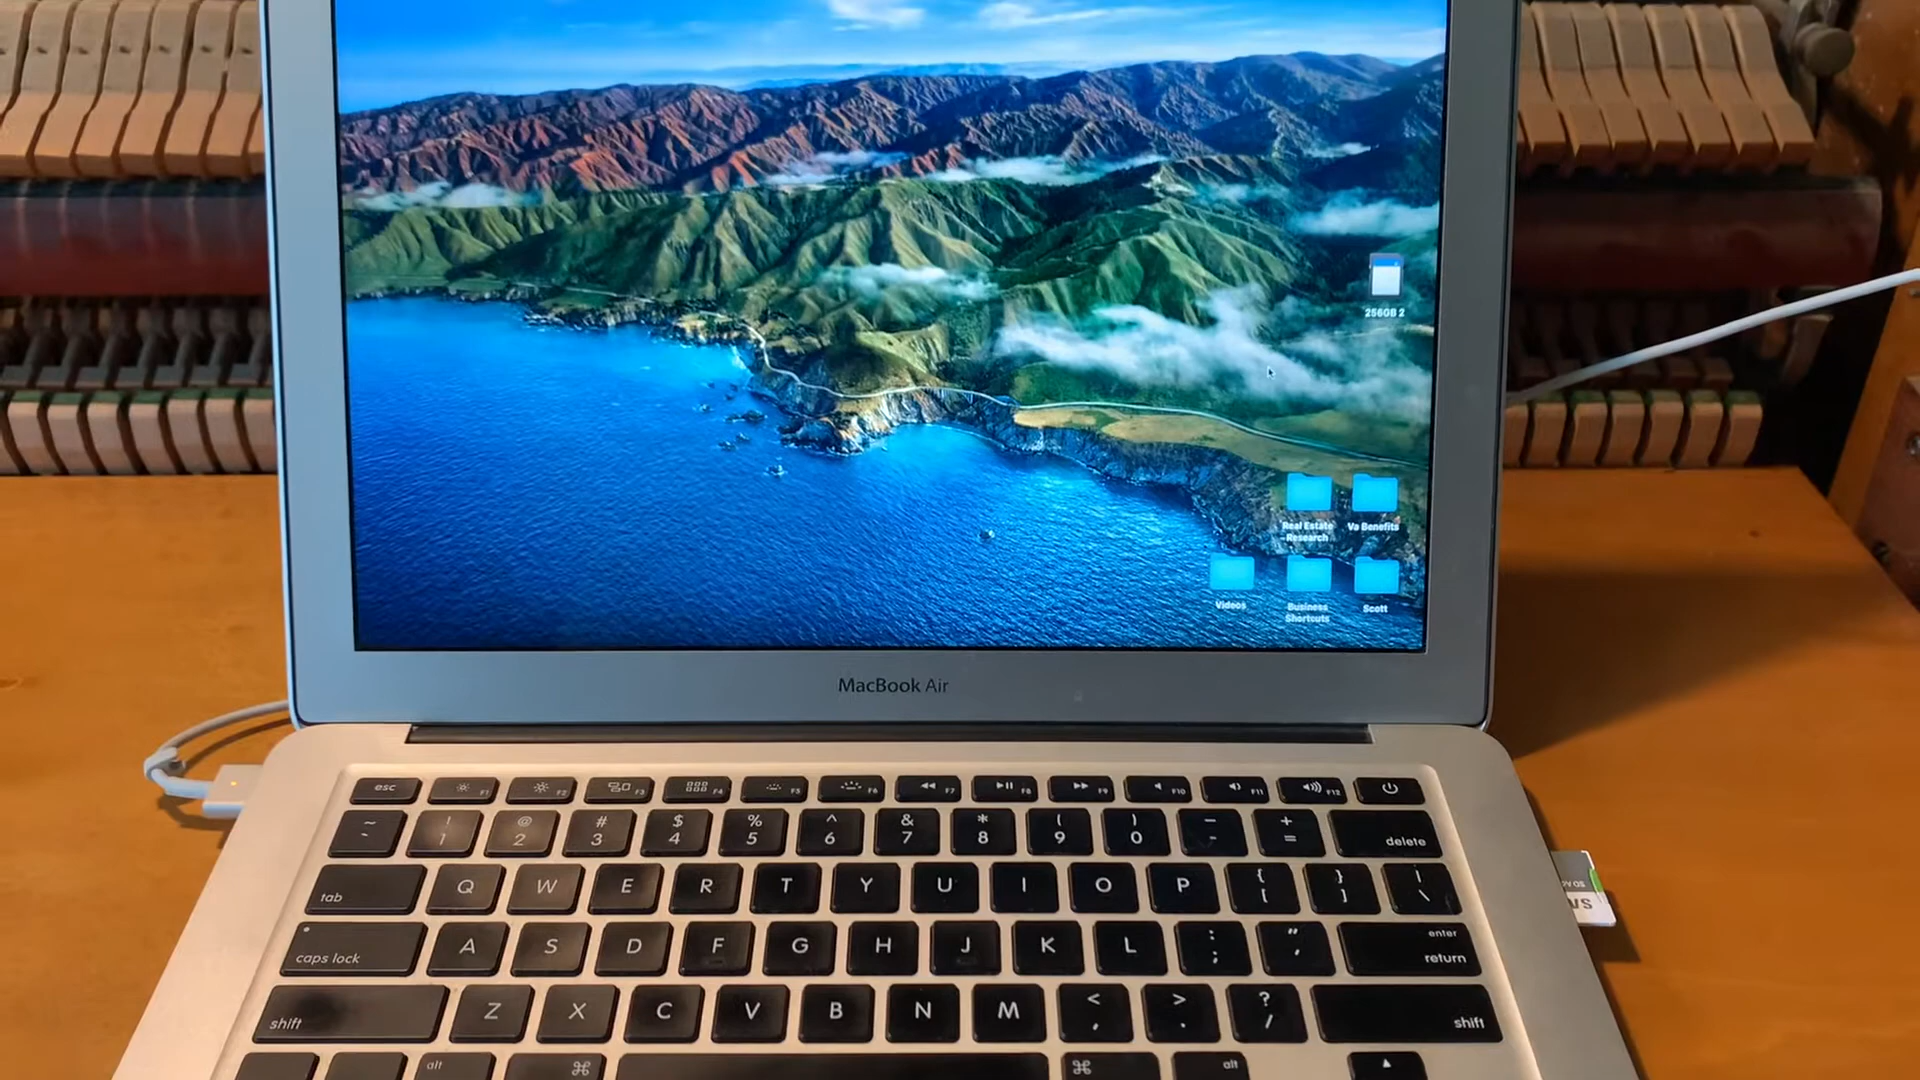 256GB 2
Real Estate Va Benefits
Research
Videos Business Scott
Shortcuts
MacBook Air
esc F1 F2 F3 F4 F5 F6 F7 F8 F9 F10 F11 F12
~ ! @ # $ % ^ & * ( ) _ +
` 1 2 3 4 5 6 7 8 9 0 - = delete
tab Q W E R T Y U I O P { [ } ] | \
caps lock A S D F G H J K L : ; " ' enter return
shift Z X C V B N M < , > . ? / shift
alt ⌘ ⌘ alt
SA